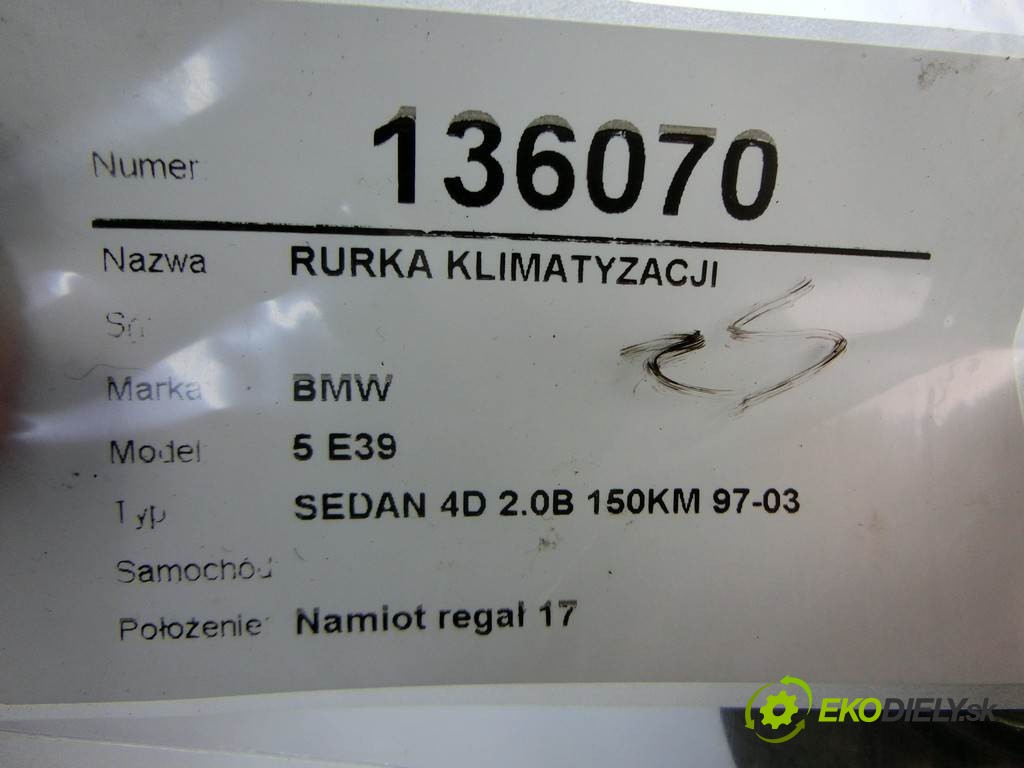 Numer 136070
Nazwa RURKA KLIMATYZACJI
Marka BMW
Model 5 E39
Typ SEDAN 4D 2.0B 150KM 97-03
Samochód
Położenie Namiot regał 17
EKODIELY.sk